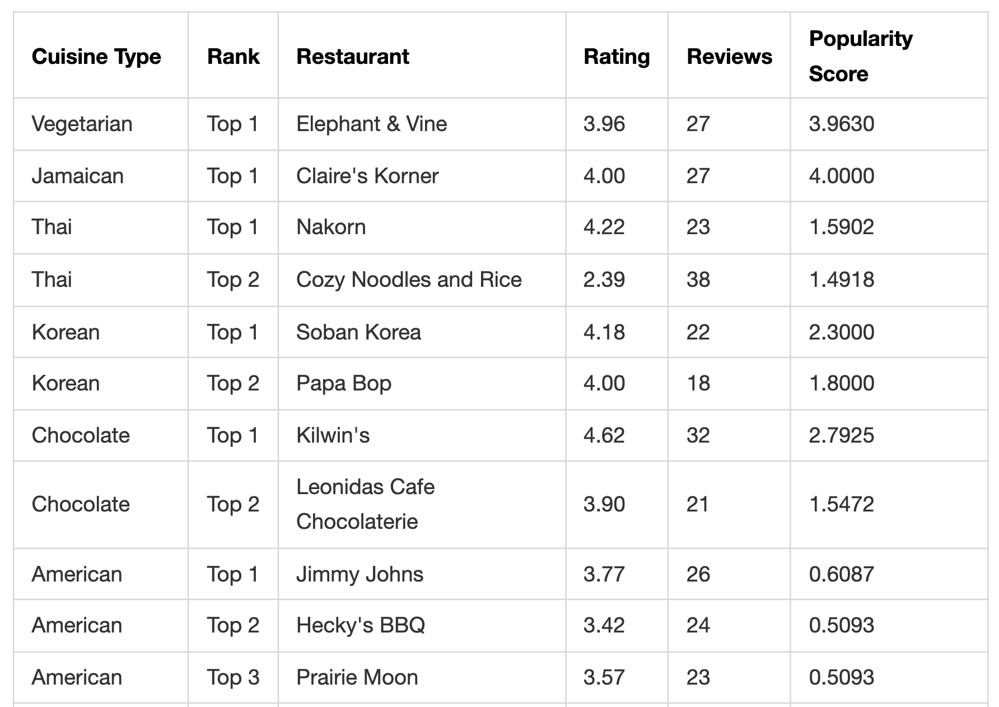 Cuisine Type Rank Restaurant Rating Reviews Popularity
Score
Vegetarian Top 1 Elephant & Vine 3.96 27 3.9630
Jamaican Top 1 Claire's Korner 4.00 27 4.0000
Thai Top 1 Nakorn 4.22 23 1.5902
Thai Top 2 Cozy Noodles and Rice 2.39 38 1.4918
Korean Top 1 Soban Korea 4.18 22 2.3000
Korean Top 2 Papa Bop 4.00 18 1.8000
Chocolate Top 1 Kilwin's 4.62 32 2.7925
Chocolate Top 2 Leonidas Cafe
Chocolaterie 3.90 21 1.5472
American Top 1 Jimmy Johns 3.77 26 0.6087
American Top 2 Hecky's BBQ 3.42 24 0.5093
American Top 3 Prairie Moon 3.57 23 0.5093